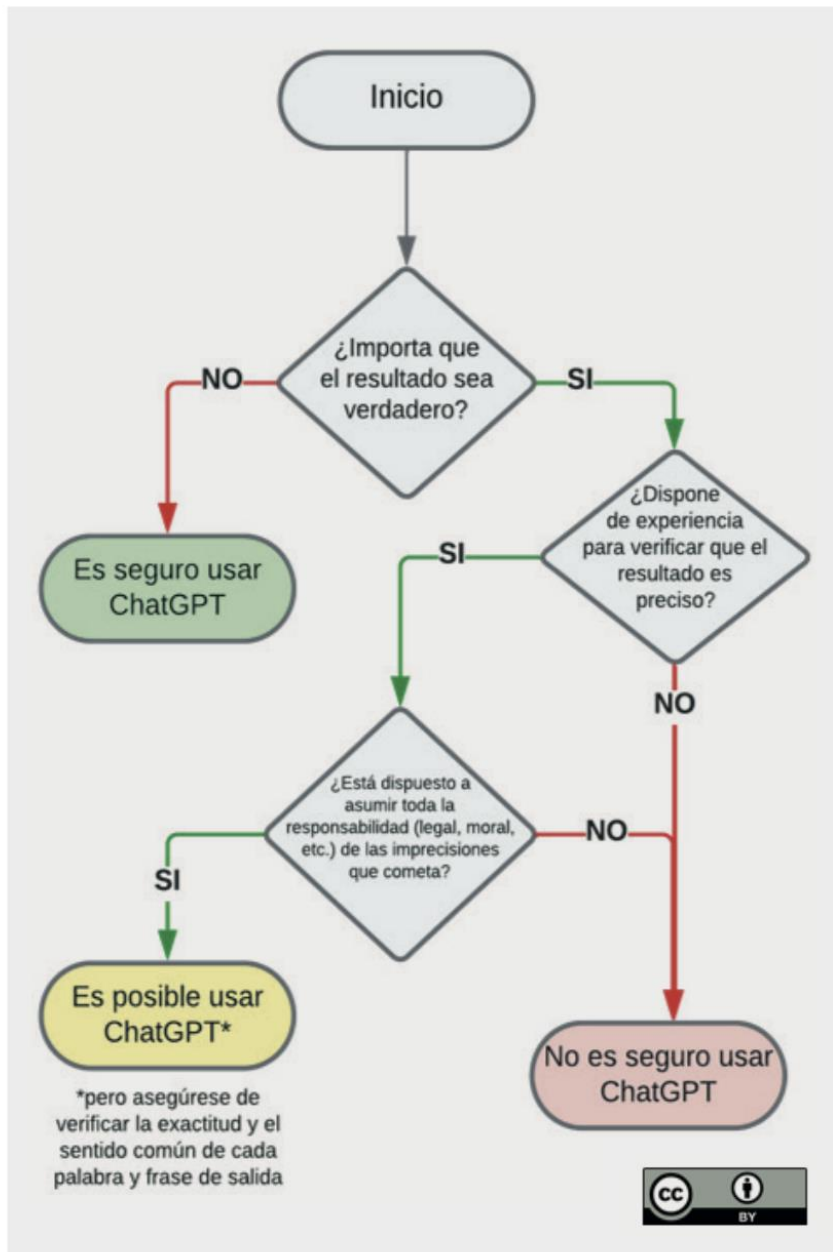 Inicio
¿Importa que
el resultado sea
verdadero?
NO
SI
¿Dispone
de experiencia
para verificar que el
resultado es
preciso?
Es seguro usar
ChatGPT
SI
NO
¿Está dispuesto a
asumir toda la
responsabilidad (legal, moral,
etc.) de las imprecisiones
que cometa?
NO
SI
Es posible usar
ChatGPT*
*pero asegúrese de
verificar la exactitud y el
sentido común de cada
palabra y frase de salida
No es seguro usar
ChatGPT
cc
BY